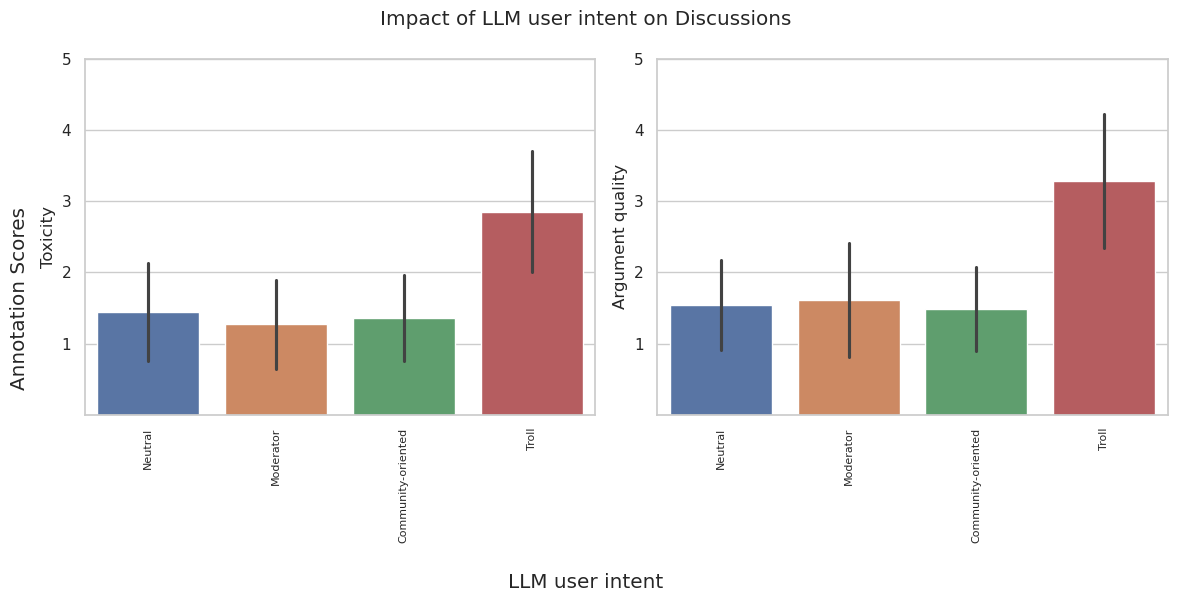 Impact of LLM user intent on Discussions
Annotation Scores
Toxicity
5
4
3
2
1
Neutral
Moderator
Community-oriented
Troll
Argument quality
5
4
3
2
1
Neutral
Moderator
Community-oriented
Troll
LLM user intent